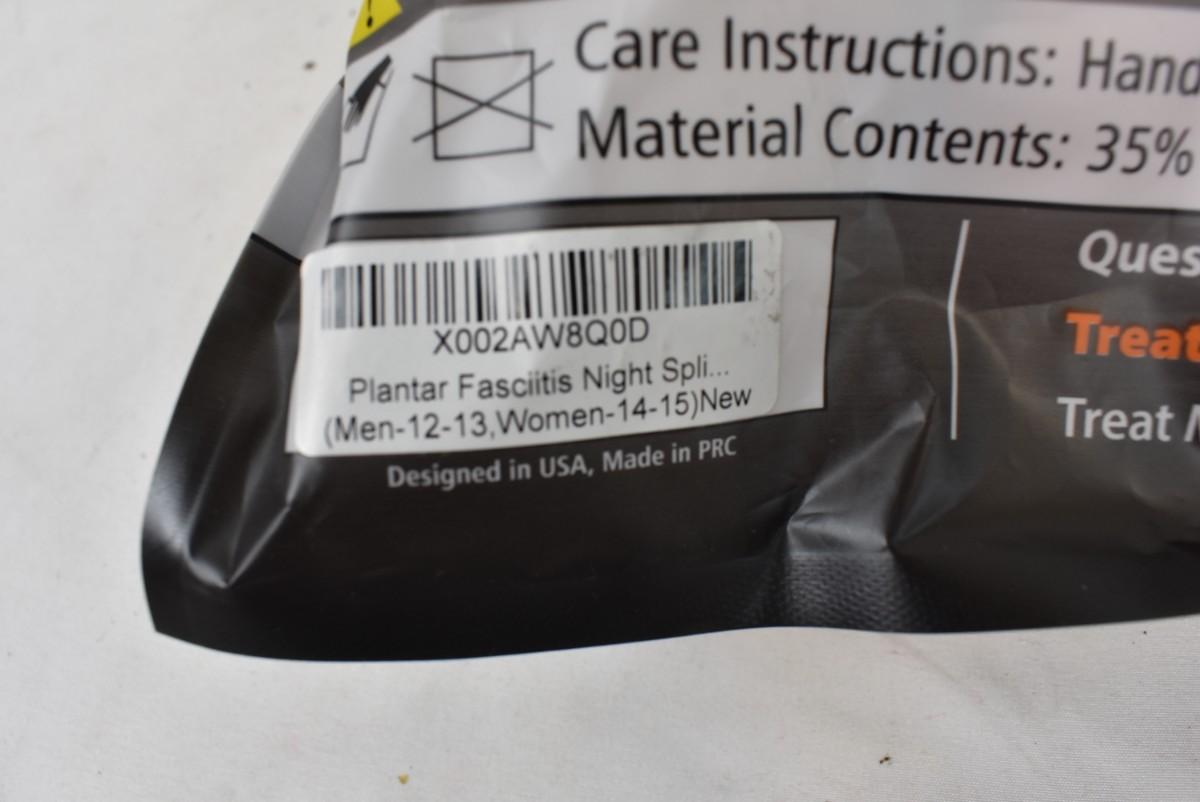 Care Instructions: Hand
Material Contents: 35%
X002AW8Q0D
Plantar Fasciitis Night Spli...
(Men-12-13,Women-14-15)New
Designed in USA, Made in PRC
Ques
Treat
Treat